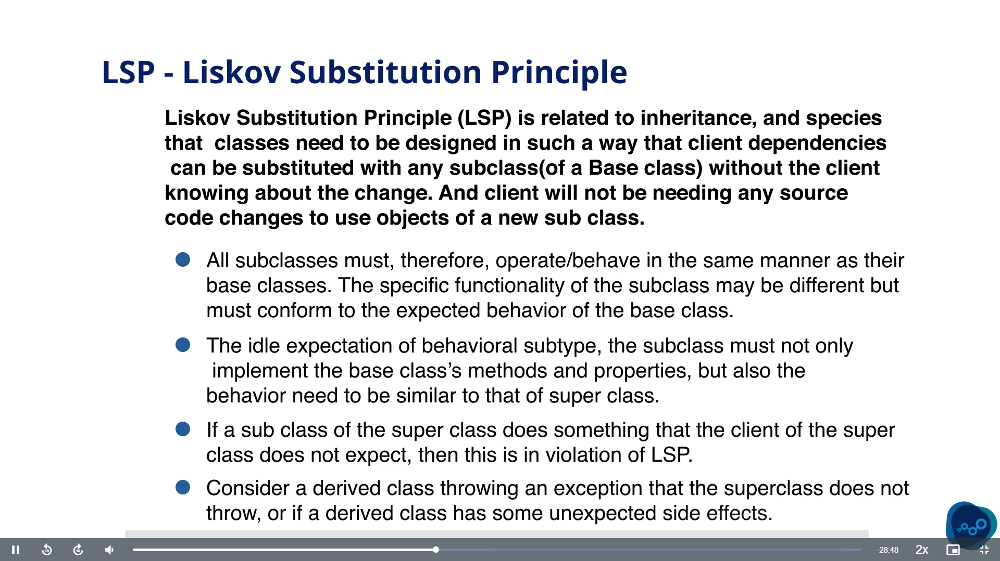 LSP - Liskov Substitution Principle
Liskov Substitution Principle (LSP) is related to inheritance, and species
that  classes need to be designed in such a way that client dependencies
can be substituted with any subclass(of a Base class) without the client
knowing about the change. And client will not be needing any source
code changes to use objects of a new sub class.
All subclasses must, therefore, operate/behave in the same manner as their
base classes. The specific functionality of the subclass may be different but
must conform to the expected behavior of the base class.
The idle expectation of behavioral subtype, the subclass must not only
implement the base class’s methods and properties, but also the
behavior need to be similar to that of super class.
If a sub class of the super class does something that the client of the super
class does not expect, then this is in violation of LSP.
Consider a derived class throwing an exception that the superclass does not
throw, or if a derived class has some unexpected side effects.
10
10
-28:48
2x